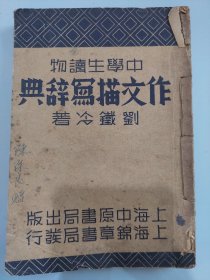 中學生讀物
作文描寫辭典
劉鐵冷著
上海中原書局出版
上海錦章書局發行